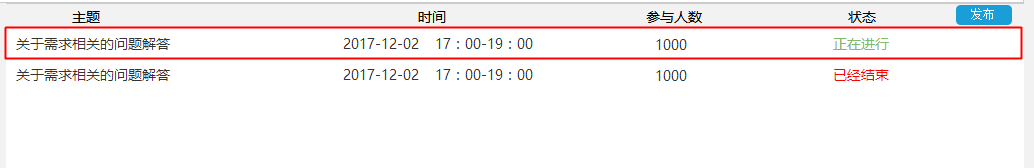 主题 时间 参与人数 状态 发布
关于需求相关的问题解答 2017-12-02 17：00-19：00 1000 正在进行
关于需求相关的问题解答 2017-12-02 17：00-19：00 1000 已经结束